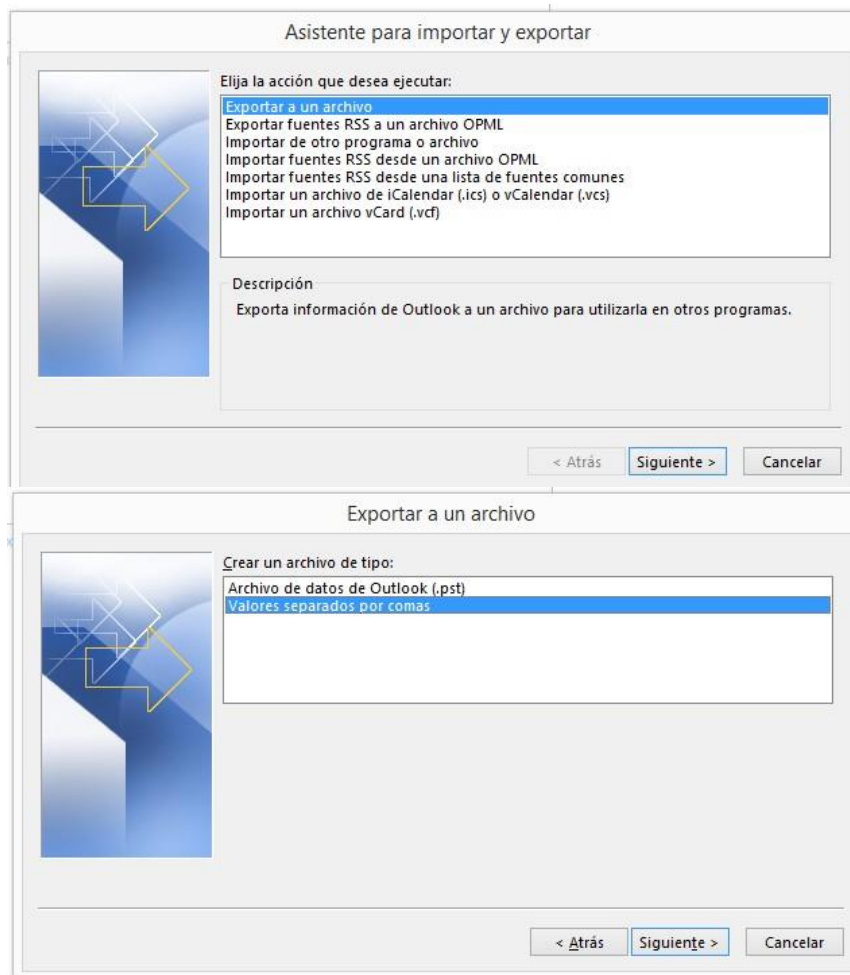 Asistente para importar y exportar
Elija la acción que desea ejecutar:
Exportar a un archivo
Exportar fuentes RSS a un archivo OPML
Importar de otro programa o archivo
Importar fuentes RSS desde un archivo OPML
Importar fuentes RSS desde una lista de fuentes comunes
Importar un archivo de iCalendar (.ics) o vCalendar (.vcs)
Importar un archivo vCard (.vcf)
Descripción
Exporta información de Outlook a un archivo para utilizarla en otros programas.
< Atrás Siguiente > Cancelar
Exportar a un archivo
Crear un archivo de tipo:
Archivo de datos de Outlook (.pst)
Valores separados por comas
< Atrás Siguiente > Cancelar